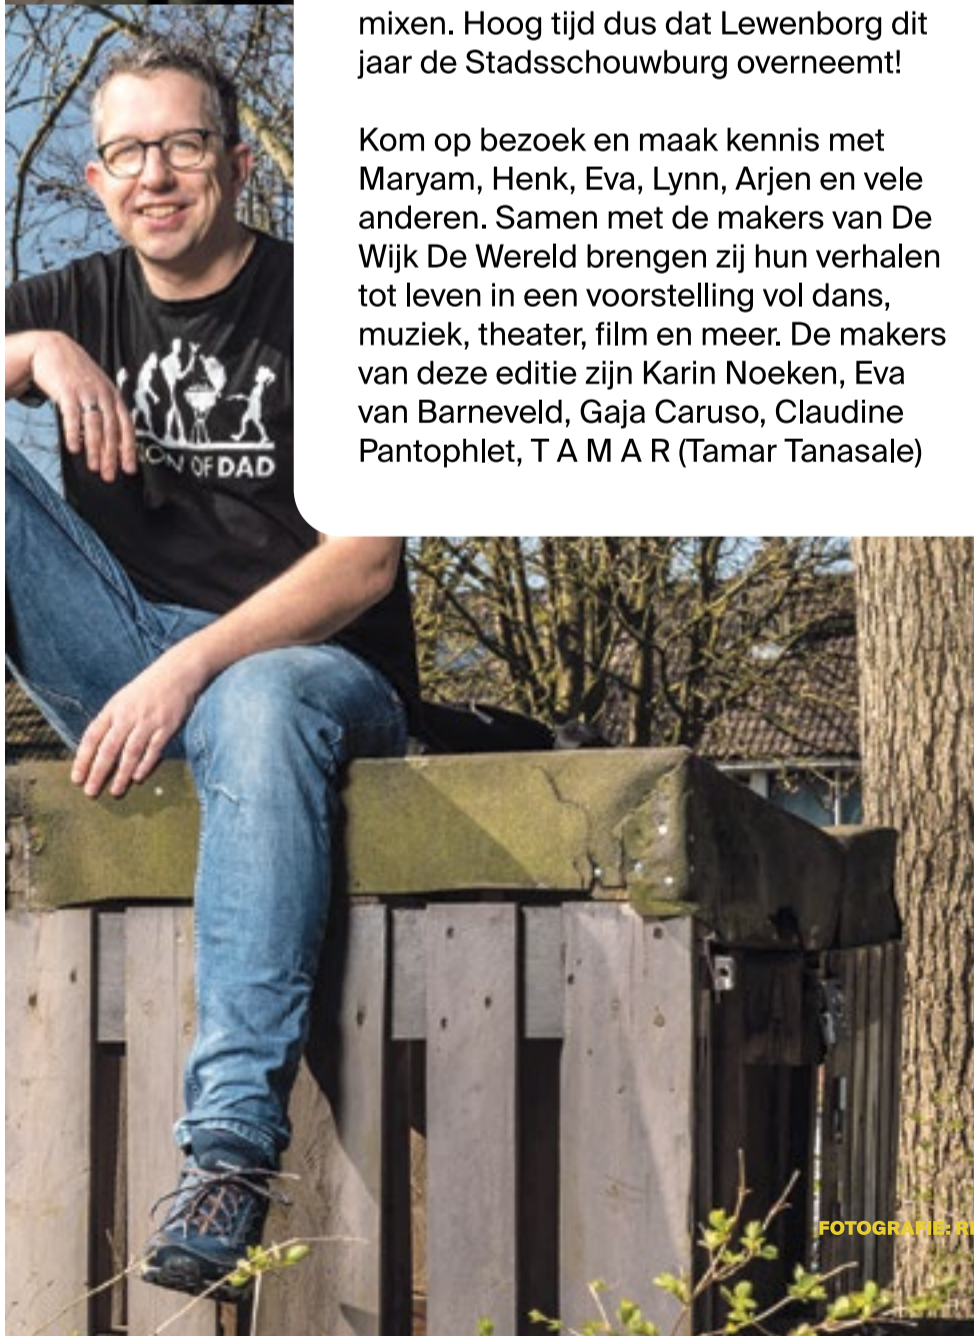 mixen. Hoog tijd dus dat Lewenborg dit
jaar de Stadsschouwburg overneemt!
Kom op bezoek en maak kennis met
Maryam, Henk, Eva, Lynn, Arjen en vele
anderen. Samen met de makers van De
Wijk De Wereld brengen zij hun verhalen
tot leven in een voorstelling vol dans,
muziek, theater, film en meer. De makers
van deze editie zijn Karin Noeken, Eva
van Barneveld, Gaja Caruso, Claudine
Pantophlet, T A M A R (Tamar Tanasale)
OF DAD
FOTOGRAFIE: